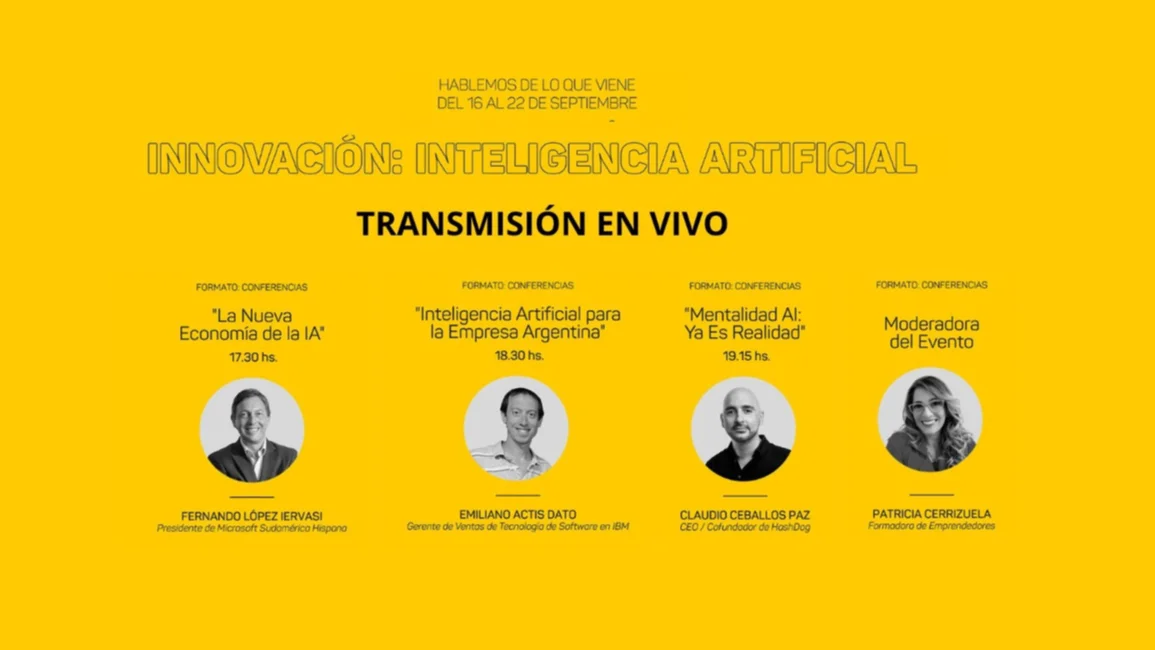 HABLEMOS DE LO QUE VIENE
DEL 16 AL 22 DE SEPTIEMBRE
INNOVACIÓN: INTELIGENCIA ARTIFICIAL
TRANSMISIÓN EN VIVO
FORMATO: CONFERENCIAS
"La Nueva
Economía de la IA"
17.30 hs.
FERNANDO LÓPEZ IERVASI
Presidente de Microsoft Sudamérica Hispana
FORMATO: CONFERENCIAS
"Inteligencia Artificial para
la Empresa Argentina"
18.30 hs.
EMILIANO ACTIS DATO
Gerente de Ventas de Tecnología de Software en IBM
FORMATO: CONFERENCIAS
"Mentalidad AI:
Ya Es Realidad"
19.15 hs.
CLAUDIO CEBALLOS PAZ
CEO / Cofundador de HashDog
FORMATO: CONFERENCIAS
Moderadora
del Evento
PATRICIA CERRIZUELA
Formadora de Emprendedores